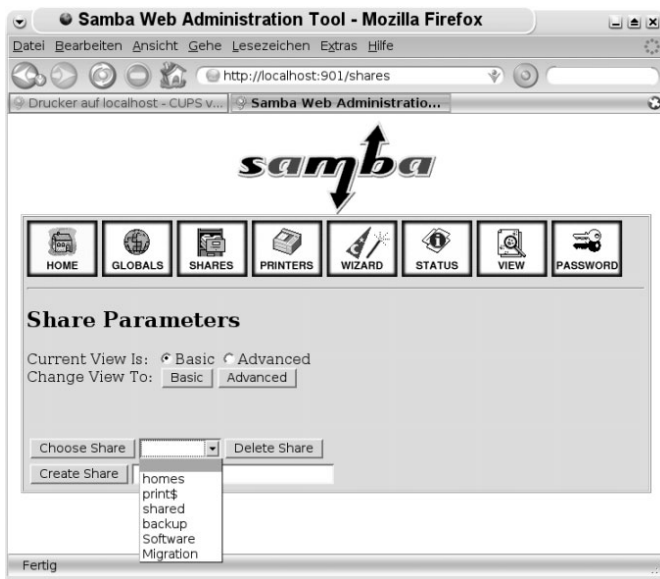 Samba Web Administration Tool - Mozilla Firefox
Datei Bearbeiten Ansicht Gehe Lesezeichen Extras Hilfe
http://localhost:901/shares
Drucker auf localhost - CUPS v... Samba Web Administratio...
samba
HOME GLOBALS SHARES PRINTERS WIZARD STATUS VIEW PASSWORD
Share Parameters
Current View Is: Basic Advanced
Change View To: Basic Advanced
Choose Share Delete Share
Create Share
homes
print$
shared
backup
Software
Migration
Fertig